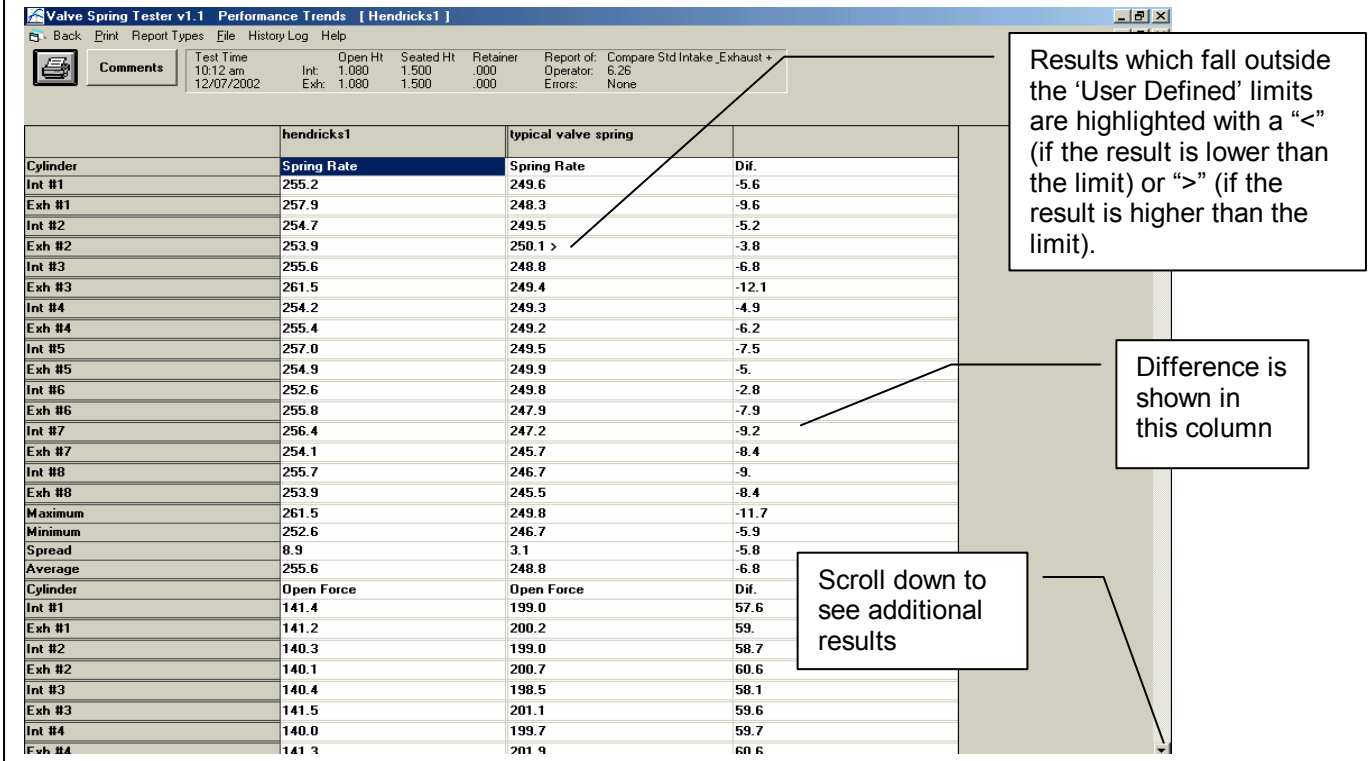 Valve Spring Tester v1.1 Performance Trends [ Hendricks1 ]
Back Print Report Types File History Log Help
Comments
Test Time Open Ht Seated Ht Retainer Report of: Compare Std Intake _Exhaust +
10:12 am Int: 1.080 1.500 .000 Operator: 6.26
12/07/2002 Exh: 1.080 1.500 .000 Errors: None
Results which fall outside
the ‘User Defined’ limits
are highlighted with a “<”
(if the result is lower than
the limit) or “>” (if the
result is higher than the
limit).
hendricks1 typical valve spring
Cylinder Spring Rate Spring Rate Dif.
Int #1 255.2 249.6 -5.6
Exh #1 257.9 248.3 -9.6
Int #2 254.7 249.5 -5.2
Exh #2 253.9 250.1 > -3.8
Int #3 255.6 248.8 -6.8
Exh #3 261.5 249.4 -12.1
Int #4 254.2 249.3 -4.9
Exh #4 255.4 249.2 -6.2
Int #5 257.0 249.5 -7.5
Exh #5 254.9 249.9 -5.
Int #6 252.6 249.8 -2.8
Exh #6 255.8 247.9 -7.9
Int #7 256.4 247.2 -9.2
Exh #7 254.1 245.7 -8.4
Int #8 255.7 246.7 -9.
Exh #8 253.9 245.5 -8.4
Maximum 261.5 249.8 -11.7
Minimum 252.6 246.7 -5.9
Spread 8.9 3.1 -5.8
Average 255.6 248.8 -6.8
Cylinder Open Force Open Force Dif.
Int #1 141.4 199.0 57.6
Exh #1 141.2 200.2 59.
Int #2 140.3 199.0 58.7
Exh #2 140.1 200.7 60.6
Int #3 140.4 198.5 58.1
Exh #3 141.5 201.1 59.6
Int #4 140.0 199.7 59.7
Exh #4 141.3 201.9 60.6
Difference is
shown in
this column
Scroll down to
see additional
results